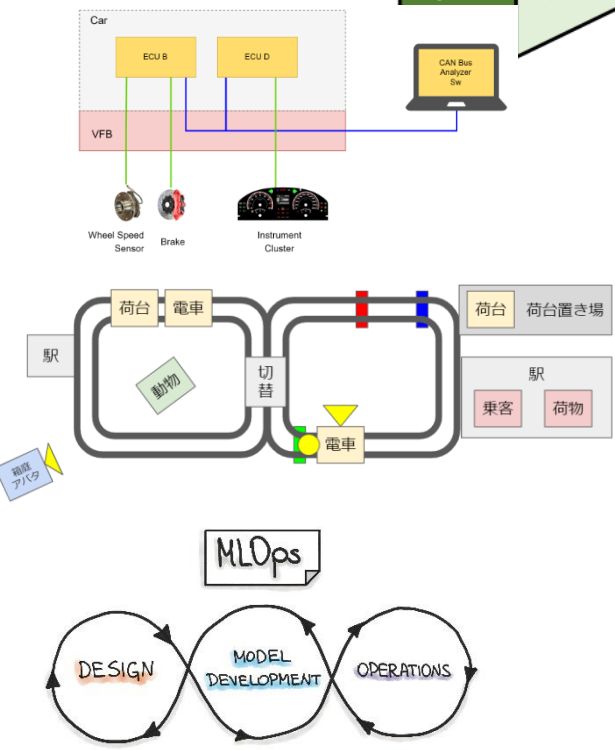 Car
ECU B
ECU D
CAN Bus
Analyzer
Sw
VFB
Wheel Speed
Sensor
Brake
Instrument
Cluster
荷台
電車
荷台
荷台置き場
駅
動物
切
替
駅
乗客
荷物
電車
箱庭
アバタ
MLOps
DESIGN
MODEL
DEVELOPMENT
OPERATIONS